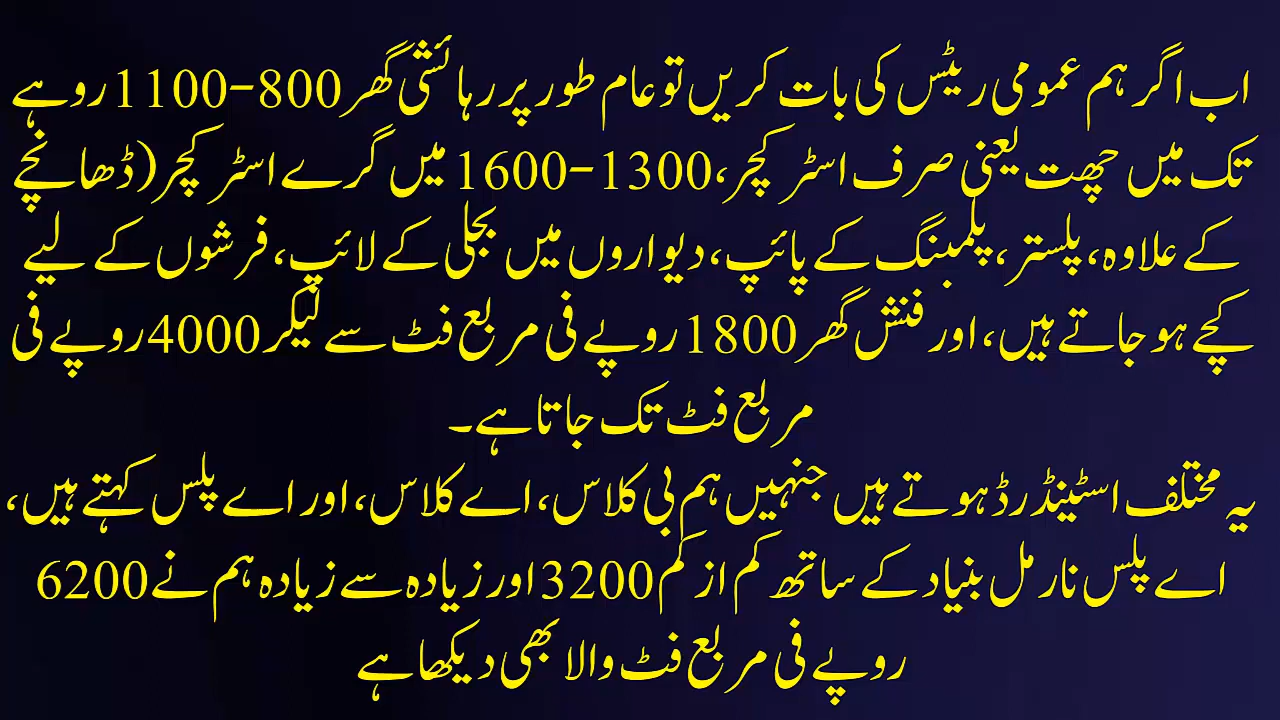 اب اگر ہم عمومی ریٹس کی بات کریں تو عام طور پر رہائشی گھر 800-1100 روپے
تک میں چھت یعنی صرف اسٹرکچر، 1300-1600 میں گرے اسٹرکچر (ڈھانچے
کے علاوہ، پلستر، پلمبنگ کے پائپ، دیواروں میں بجلی کے لائپ، فرشوں کے لیے
کچے ہو جاتے ہیں، اور فنش گھر 1800 روپے فی مربع فٹ سے لیکر 4000 روپے فی
مربع فٹ تک جاتا ہے۔
یہ مختلف اسٹینڈرڈ ہوتے ہیں جنہیں ہم بی کلاس، اے کلاس، اور اے پلس کہتے ہیں،
اے پلس نارمل بنیاد کے ساتھ کم از کم 3200 اور زیادہ سے زیادہ ہم نے 6200
روپے فی مربع فٹ والا بھی دیکھا ہے